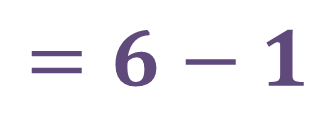 = 6 − 1